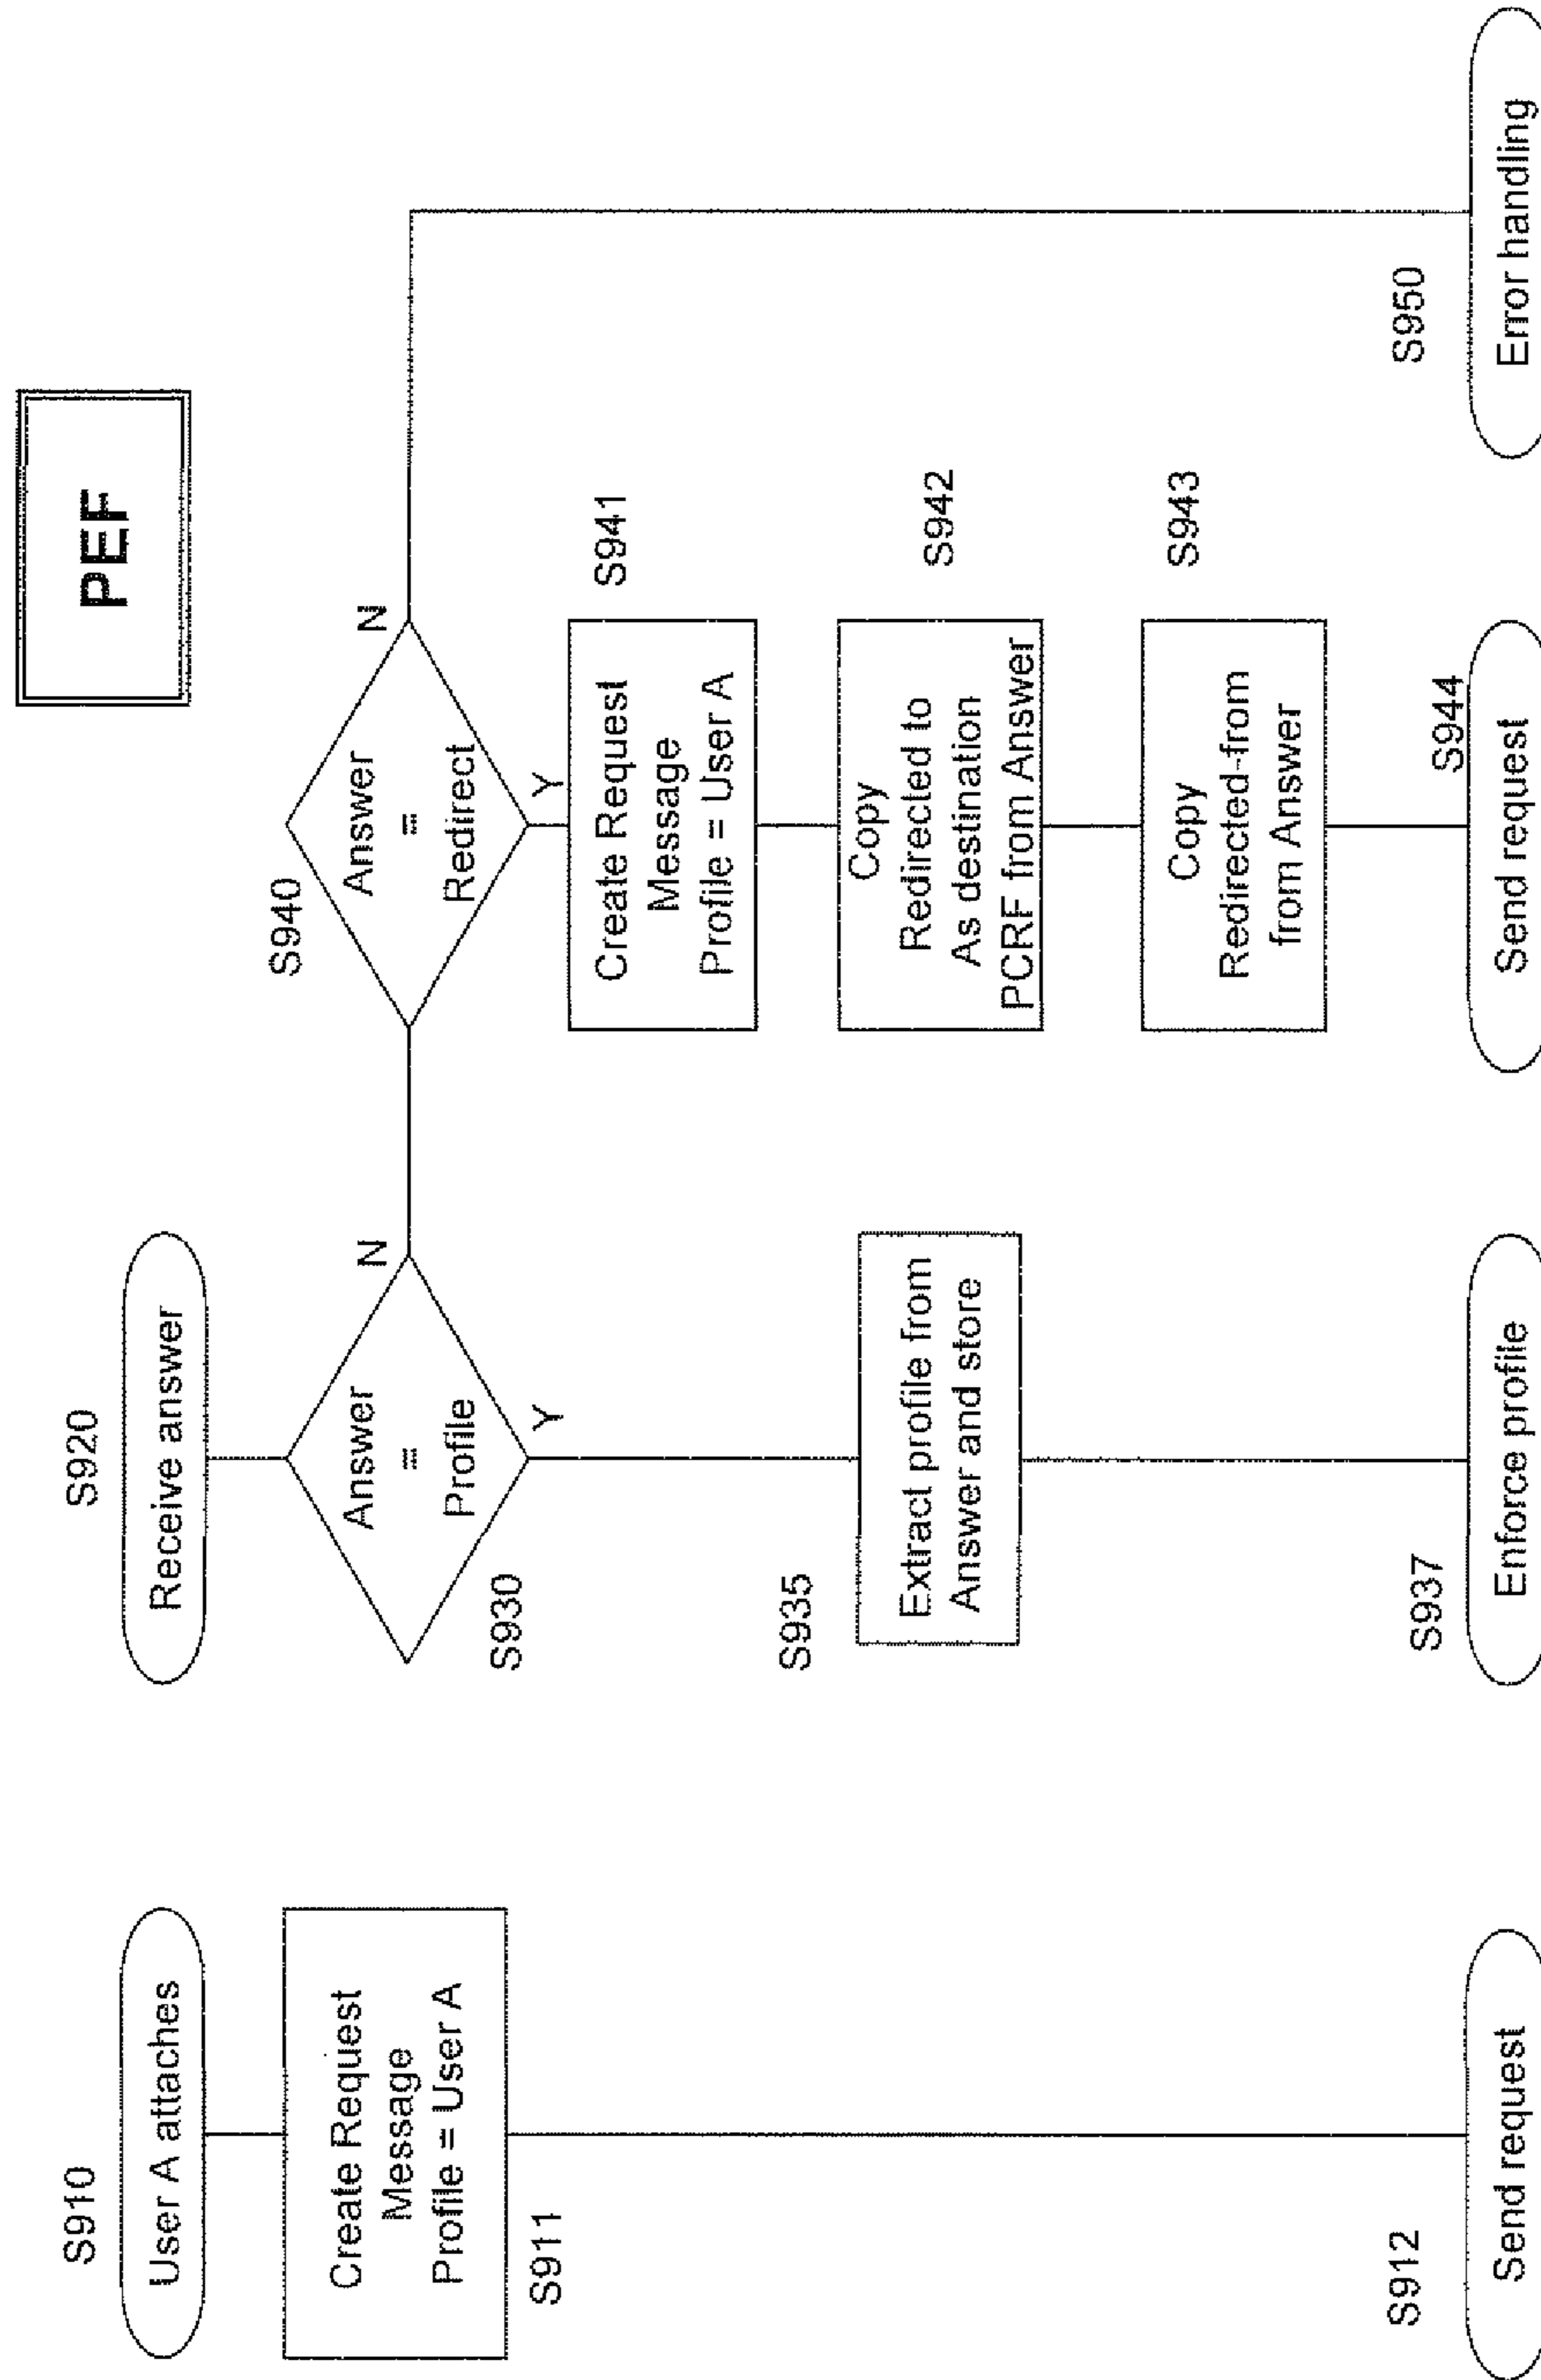 PEF
S910
User A attaches
Create Request
Message
Profile = User A
S911
S912
Send request
S920
Receive answer
Answer
=
Profile
N
Y
S930
S935
Extract profile from
Answer and store
S937
Enforce profile
S940
Answer
=
Redirect
N
Y
Create Request
Message
Profile = User A
S941
Copy
Redirected to
As destination
PCRF from Answer
S942
Copy
Redirected-from
from Answer
S943
S944
Send request
S950
Error handling